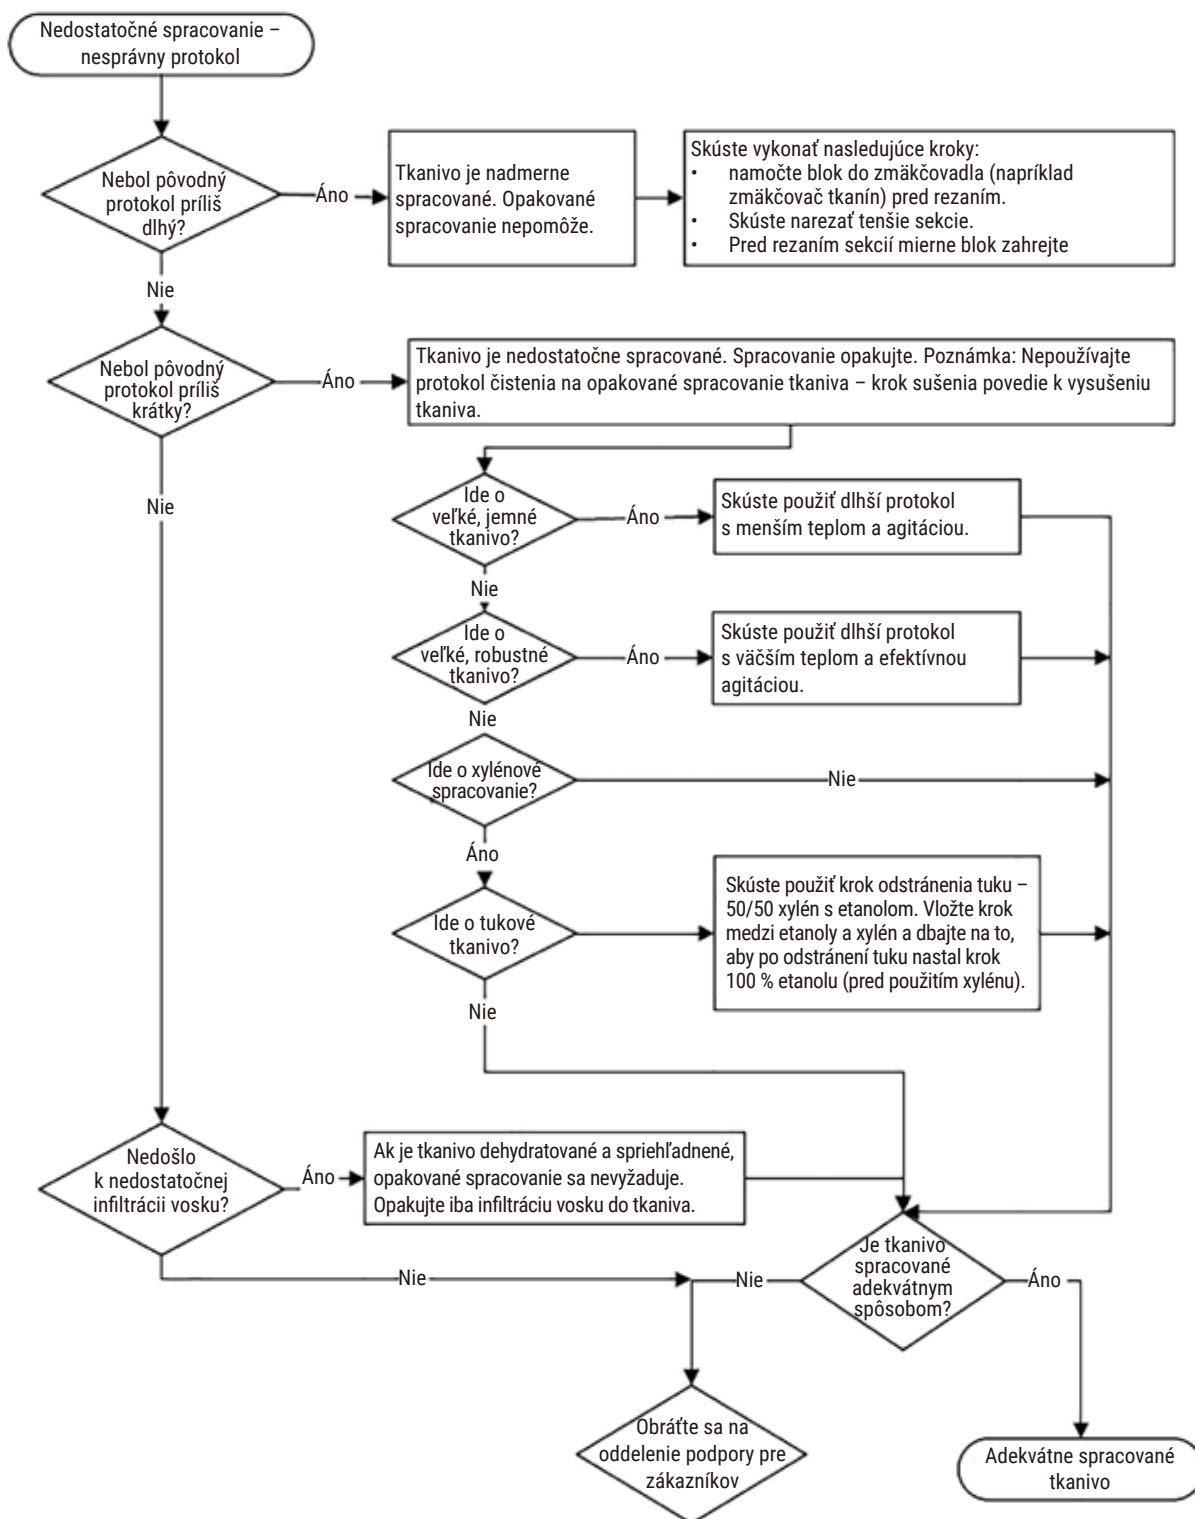 Nedostatočné spracovanie –
nesprávny protokol
Nebol pôvodný
protokol príliš
dlhý?
Áno
Tkanivo je nadmerne
spracované. Opakované
spracovanie nepomôže.
Skúste vykonať nasledujúce kroky:
• namočte blok do zmäkčovadla (napríklad
zmäkčovač tkanín) pred rezaním.
• Skúste narezať tenšie sekcie.
• Pred rezaním sekcií mierne blok zahrejte
Nie
Nebol pôvodný
protokol príliš
krátky?
Áno
Tkanivo je nedostatočne spracované. Spracovanie opakujte. Poznámka: Nepoužívajte
protokol čistenia na opakované spracovanie tkaniva – krok sušenia povedie k vysušeniu
tkaniva.
Nie
Ide o
veľké, jemné
tkanivo?
Áno
Skúste použiť dlhší protokol
s menším teplom a agitáciou.
Nie
Ide o
veľké, robustné
tkanivo?
Áno
Skúste použiť dlhší protokol
s väčším teplom a efektívnou
agitáciou.
Nie
Ide o xylénové
spracovanie?
Nie
Áno
Ide o tukové
tkanivo?
Skúste použiť krok odstránenia tuku –
50/50 xylén s etanolom. Vložte krok
medzi etanoly a xylén a dbajte na to,
aby po odstránení tuku nastal krok
100 % etanolu (pred použitím xylénu).
Nie
Nedošlo
k nedostatočnej
infiltrácii vosku?
Áno
Ak je tkanivo dehydratované a spriehľadnené,
opakované spracovanie sa nevyžaduje.
Opakujte iba infiltráciu vosku do tkaniva.
Nie
Je tkanivo
spracované
adekvátnym
spôsobom?
Nie
Áno
Obráťte sa na
oddelenie podpory pre
zákazníkov
Adekvátne spracované
tkanivo